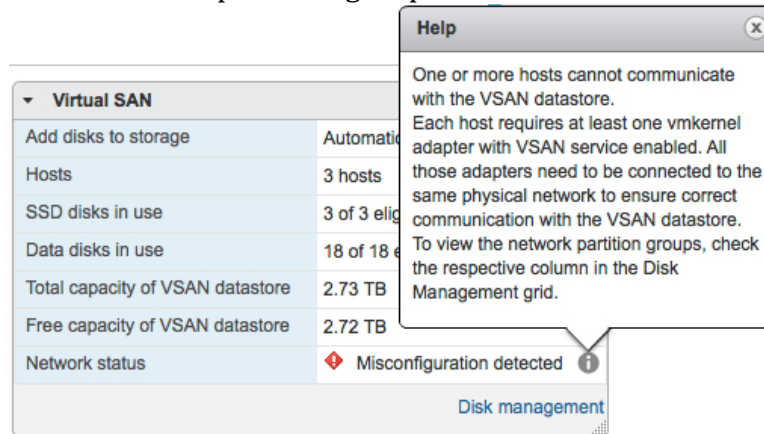 Help
One or more hosts cannot communicate
with the VSAN datastore.
Each host requires at least one vmkernel
adapter with VSAN service enabled. All
those adapters need to be connected to the
same physical network to ensure correct
communication with the VSAN datastore.
To view the network partition groups, check
the respective column in the Disk
Management grid.
Virtual SAN
Add disks to storage
Hosts 3 hosts
SSD disks in use 3 of 3
Data disks in use 18 of 18
Total capacity of VSAN datastore 2.73 TB
Free capacity of VSAN datastore 2.72 TB
Network status Misconfiguration detected
Disk management